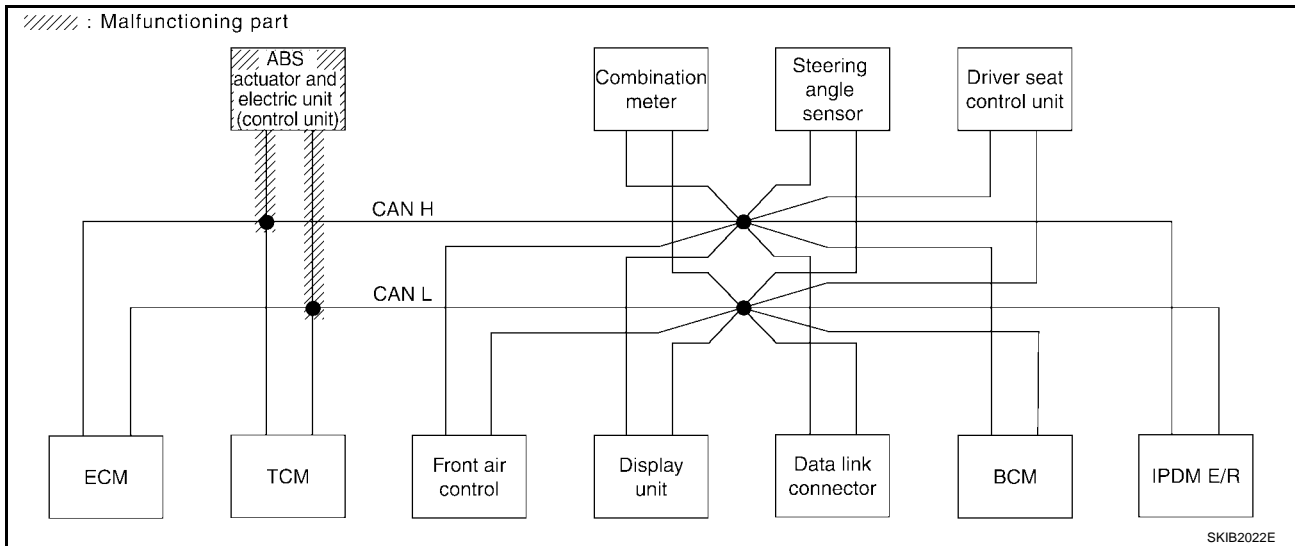 : Malfunctioning part
ABS
actuator and
electric unit
(control unit)
Combination
meter
Steering
angle
sensor
Driver seat
control unit
CAN H
CAN L
ECM
TCM
Front air
control
Display
unit
Data link
connector
BCM
IPDM E/R
SKIB2022E